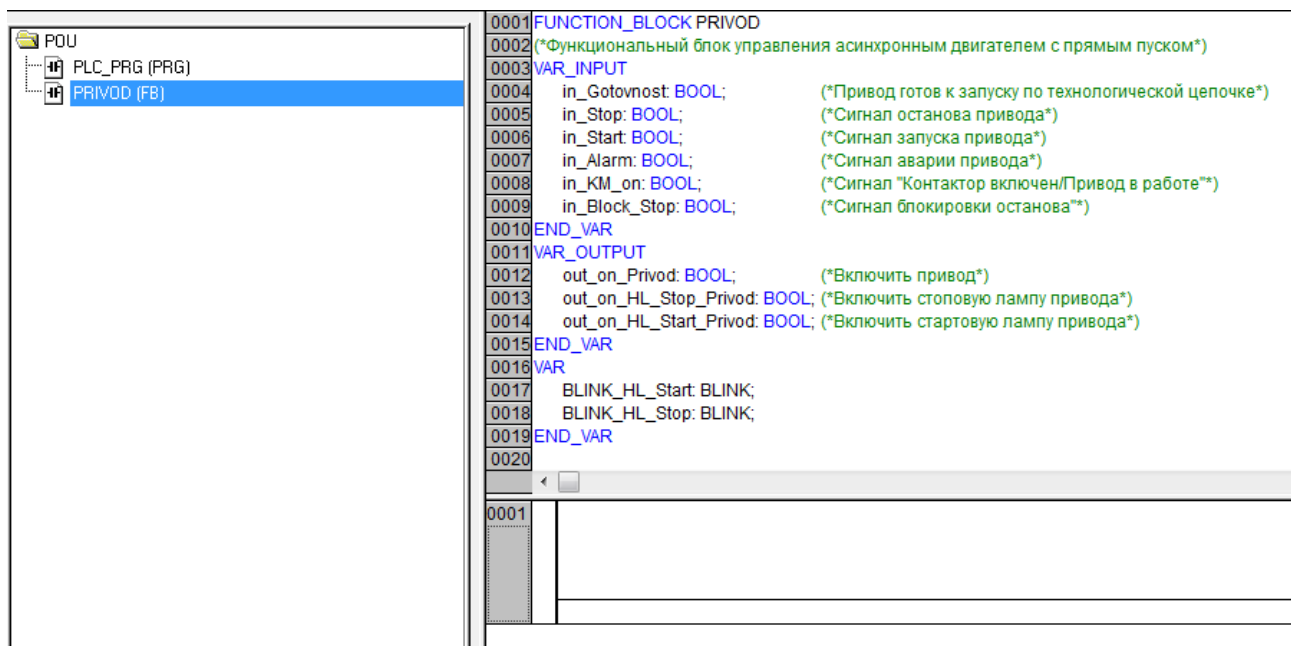 POU
PLC_PRG (PRG)
PRIVOD (FB)
0001 FUNCTION_BLOCK PRIVOD
0002 (*Функциональный блок управления асинхронным двигателем с прямым пуском*)
0003 VAR_INPUT
0004 in_Gotovnost: BOOL; (*Привод готов к запуску по технологической цепочке*)
0005 in_Stop: BOOL; (*Сигнал останова привода*)
0006 in_Start: BOOL; (*Сигнал запуска привода*)
0007 in_Alarm: BOOL; (*Сигнал аварии привода*)
0008 in_KM_on: BOOL; (*Сигнал "Контактор включен/Привод в работе"*)
0009 in_Block_Stop: BOOL; (*Сигнал блокировки останова"*)
0010 END_VAR
0011 VAR_OUTPUT
0012 out_on_Privod: BOOL; (*Включить привод*)
0013 out_on_HL_Stop_Privod: BOOL; (*Включить стоповую лампу привода*)
0014 out_on_HL_Start_Privod: BOOL; (*Включить стартовую лампу привода*)
0015 END_VAR
0016 VAR
0017 BLINK_HL_Start: BLINK;
0018 BLINK_HL_Stop: BLINK;
0019 END_VAR
0020
0001